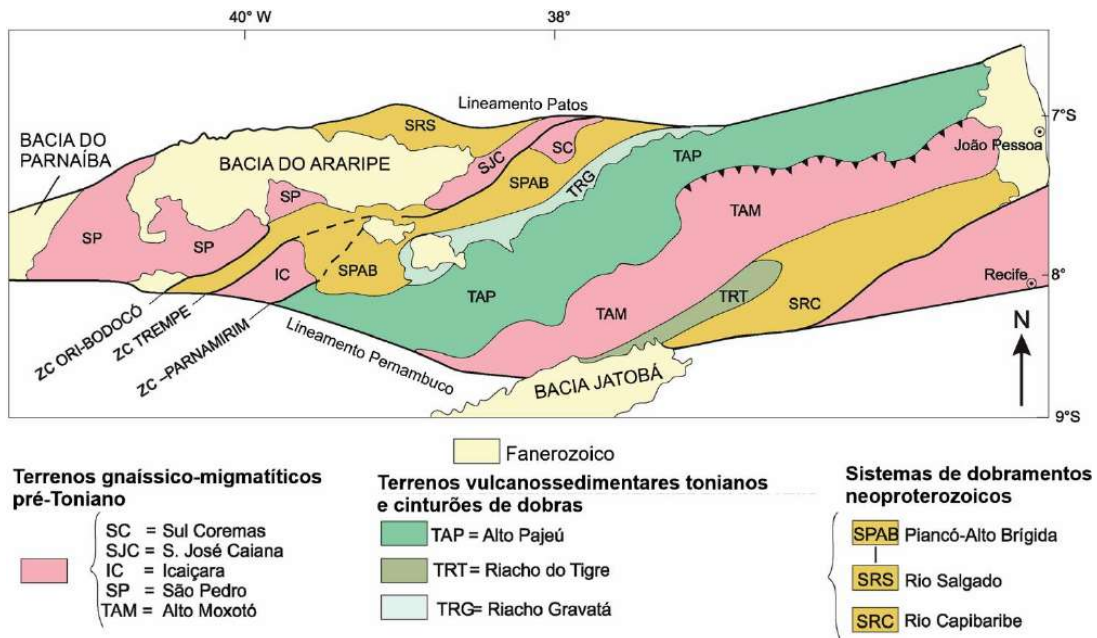 40° W
38°
Lineamento Patos
7°S
BACIA DO
PARNAÍBA
SRS
BACIA DO ARARIPE
SJC
SC
João Pessoa
SPAB
TRG
TAP
SP
SP
SP
TAM
IC
SPAB
8°
Recife
TAP
TRT
SRC
TAM
ZC ORI-BODOCÓ
ZC TREMPE
ZC –PARNAMIRIM
Lineamento Pernambuco
N
BACIA JATOBÁ
9°S
Fanerozoico
Terrenos gnaíssico-migmatíticos
pré-Toniano
SC = Sul Coremas
SJC = S. José Caiana
IC = Icaiçara
SP = São Pedro
TAM = Alto Moxotó
Terrenos vulcanossedimentares tonianos
e cinturões de dobras
TAP = Alto Pajeú
TRT = Riacho do Tigre
TRG= Riacho Gravatá
Sistemas de dobramentos
neoproterozoicos
SPAB Piancó-Alto Brígida
SRS Rio Salgado
SRC Rio Capibaribe